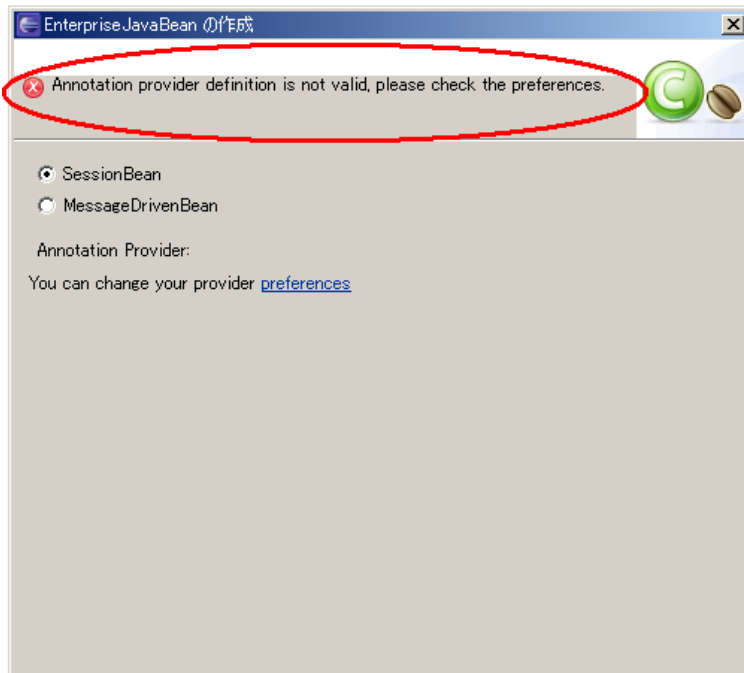 EnterpriseJavaBean の作成
Annotation provider definition is not valid, please check the preferences.
SessionBean
MessageDrivenBean
Annotation Provider:
You can change your provider preferences